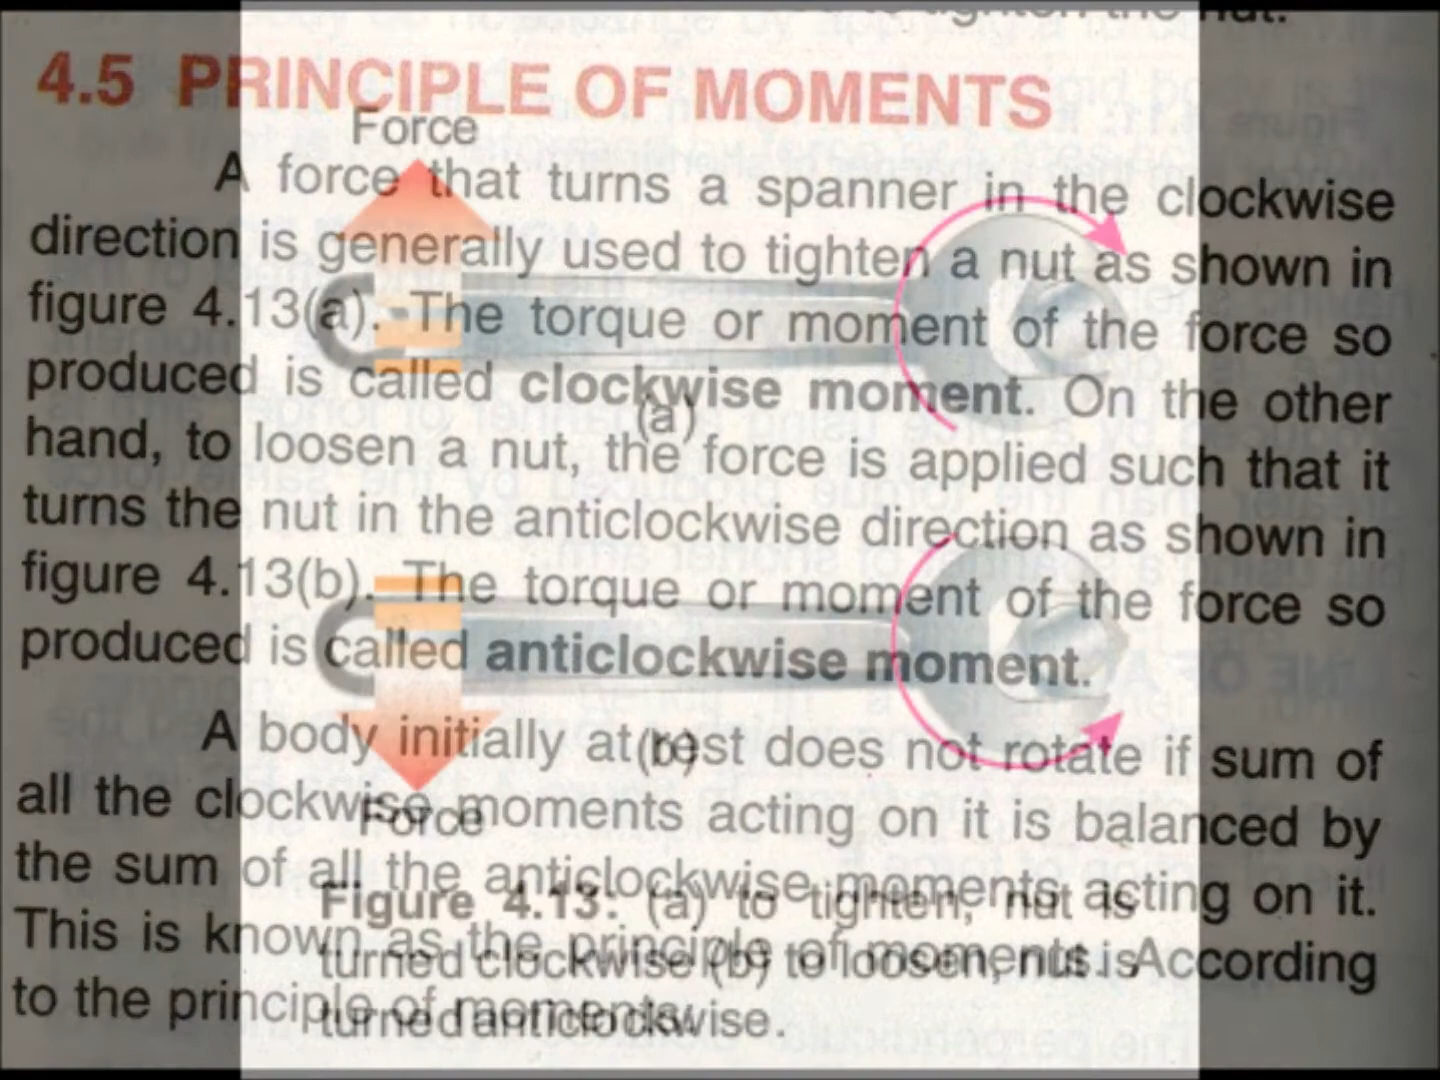 to tighten the nut.
4.5 PRINCIPLE OF MOMENTS
A force that turns a spanner in the clockwise
direction is generally used to tighten a nut as shown in
figure 4.13(a). The torque or moment of the force so
produced is called clockwise moment. On the other
hand, to loosen a nut, the force is applied such that it
turns the nut in the anticlockwise direction as shown in
figure 4.13(b). The torque or moment of the force so
produced is called anticlockwise moment.
A body initially at rest does not rotate if sum of
all the clockwise moments acting on it is balanced by
the sum of all the anticlockwise moments acting on it.
This is known as the principle of moments. According
to the principle of moments:
Force
(a)
(b)
Force
Figure 4.13: (a) to tighten, nut is
turned clockwise (b) to loosen, nut is
turned anticlockwise.